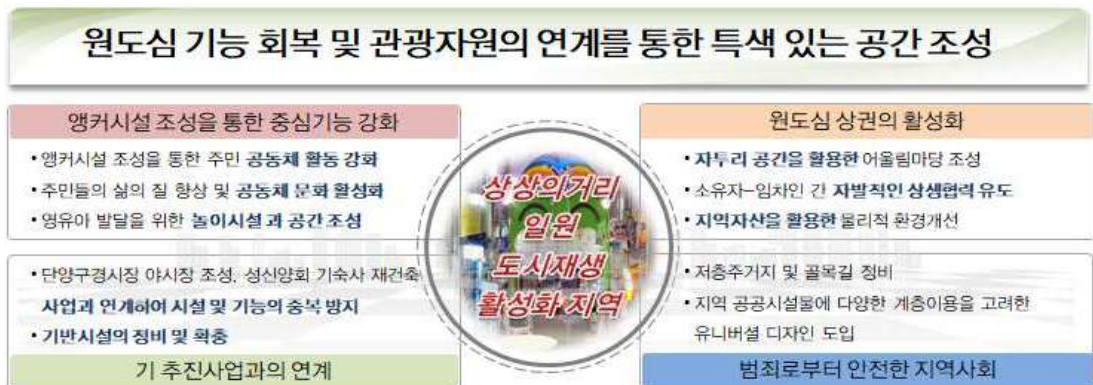 원도심 기능 회복 및 관광자원의 연계를 통한 특색 있는 공간 조성
앵커시설 조성을 통한 중심기능 강화
• 앵커시설 조성을 통한 주민 공동체 활동 강화
• 주민들의 삶의 질 향상 및 공동체 문화 활성화
• 영유아 발달을 위한 놀이시설과 공간 조성
원도심 상권의 활성화
• 자투리 공간을 활용한 어울림마당 조성
• 소유자-임차인 간 자발적인 상생협력 유도
• 지역자산을 활용한 물리적 환경개선
상상의거리
일원
도시재생
활성화 지역
• 단양구경시장 야시장 조성, 성신양회 기숙사 재건축
사업과 연계하여 시설 및 기능의 중복 방지
• 기반시설의 정비 및 확충
기 추진사업과의 연계
• 저층주거지 및 골목길 정비
• 지역 공공시설물에 다양한 계층이용을 고려한
유니버셜 디자인 도입
범죄로부터 안전한 지역사회